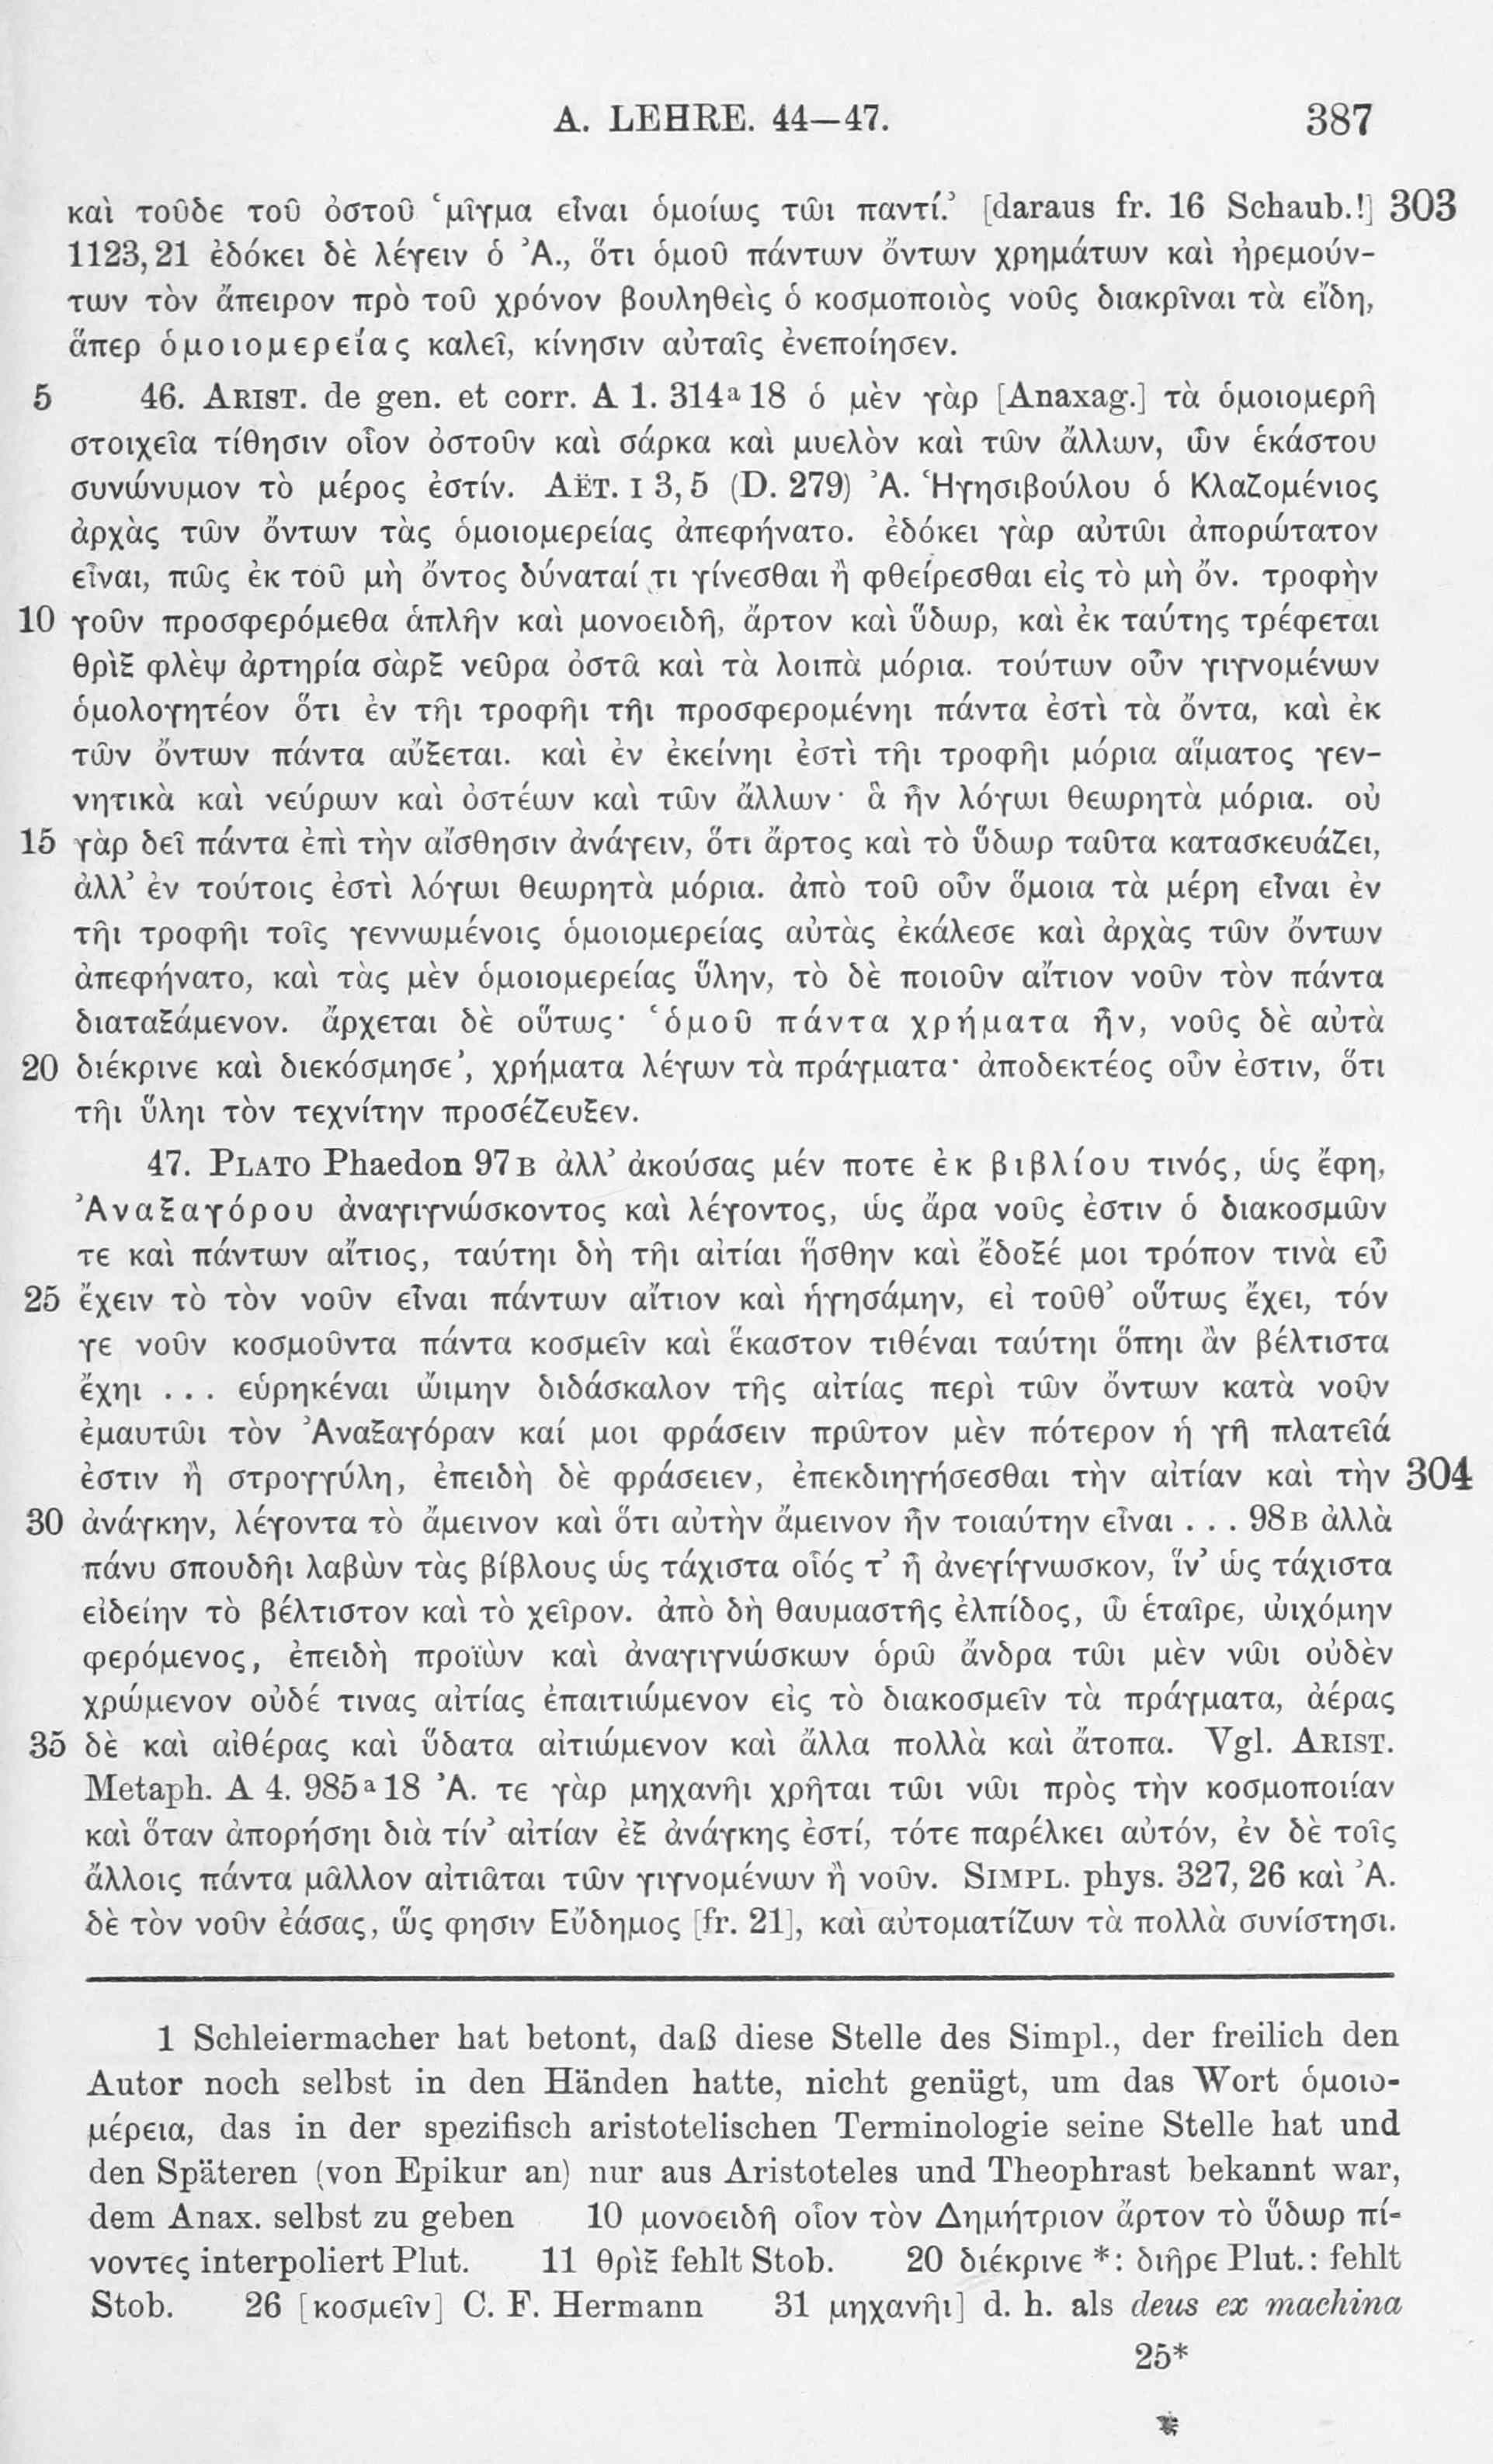 A. LEHRE. 44—47. 387
καὶ τοῦδε τοῦ ὀστοῦ ‘μῖγμα εἶναι ὁμοίως τῶι παντί.’ [daraus fr. 16 Schaub.!] 303
1123, 21 ἐδόκει δὲ λέγειν ὁ Ἀ., ὅτι ὁμοῦ πάντων ὄντων χρημάτων καὶ ἠρεμούν-
των τὸν ἄπειρον πρὸ τοῦ χρόνον βουληθεὶς ὁ κοσμοποιὸς νοῦς διακρῖναι τὰ εἴδη,
ἅπερ ὁμοιομερείας καλεῖ, κίνησιν αὐταῖς ἐνεποίησεν.
5 46. ARIST. de gen. et corr. A 1. 314ᵃ 18 ὁ μὲν γὰρ [Anaxag.] τὰ ὁμοιομερῆ
στοιχεῖα τίθησιν οἷον ὀστοῦν καὶ σάρκα καὶ μυελὸν καὶ τῶν ἄλλων, ὧν ἑκάστου
συνώνυμον τὸ μέρος ἐστίν. AËT. I 3, 5 (D. 279) Ἀ. Ἡγησιβούλου ὁ Κλαζομένιος
ἀρχὰς τῶν ὄντων τὰς ὁμοιομερείας ἀπεφήνατο. ἐδόκει γὰρ αὐτῶι ἀπορώτατον
εἶναι, πῶς ἐκ τοῦ μὴ ὄντος δύναταί τι γίνεσθαι ἢ φθείρεσθαι εἰς τὸ μὴ ὄν. τροφὴν
10 γοῦν προσφερόμεθα ἁπλῆν καὶ μονοειδῆ, ἄρτον καὶ ὕδωρ, καὶ ἐκ ταύτης τρέφεται
θρὶξ φλὲψ ἀρτηρία σὰρξ νεῦρα ὀστᾶ καὶ τὰ λοιπὰ μόρια. τούτων οὖν γιγνομένων
ὁμολογητέον ὅτι ἐν τῆι τροφῆι τῆι προσφερομένηι πάντα ἐστὶ τὰ ὄντα, καὶ ἐκ
τῶν ὄντων πάντα αὔξεται. καὶ ἐν ἐκείνηι ἐστὶ τῆι τροφῆι μόρια αἵματος γεν-
νητικὰ καὶ νεύρων καὶ ὀστέων καὶ τῶν ἄλλων· ἃ ἦν λόγωι θεωρητὰ μόρια. οὐ
15 γὰρ δεῖ πάντα ἐπὶ τὴν αἴσθησιν ἀνάγειν, ὅτι ἄρτος καὶ τὸ ὕδωρ ταῦτα κατασκευάζει,
ἀλλ’ ἐν τούτοις ἐστὶ λόγωι θεωρητὰ μόρια. ἀπὸ τοῦ οὖν ὅμοια τὰ μέρη εἶναι ἐν
τῆι τροφῆι τοῖς γεννωμένοις ὁμοιομερείας αὐτὰς ἐκάλεσε καὶ ἀρχὰς τῶν ὄντων
ἀπεφήνατο, καὶ τὰς μὲν ὁμοιομερείας ὕλην, τὸ δὲ ποιοῦν αἴτιον νοῦν τὸν πάντα
διαταξάμενον. ἄρχεται δὲ οὕτως· ‘ὁμοῦ πάντα χρήματα ἦν, νοῦς δὲ αὐτὰ
20 διέκρινε καὶ διεκόσμησε’, χρήματα λέγων τὰ πράγματα· ἀποδεκτέος οὖν ἐστιν, ὅτι
τῆι ὕληι τὸν τεχνίτην προσέζευξεν.
47. PLATO Phaedon 97 B ἀλλ’ ἀκούσας μέν ποτε ἐκ βιβλίου τινός, ὡς ἔφη,
Ἀναξαγόρου ἀναγιγνώσκοντος καὶ λέγοντος, ὡς ἄρα νοῦς ἐστιν ὁ διακοσμῶν
τε καὶ πάντων αἴτιος, ταύτηι δὴ τῆι αἰτίαι ἥσθην καὶ ἔδοξέ μοι τρόπον τινὰ εὖ
25 ἔχειν τὸ τὸν νοῦν εἶναι πάντων αἴτιον καὶ ἡγησάμην, εἰ τοῦθ’ οὕτως ἔχει, τόν
γε νοῦν κοσμοῦντα πάντα κοσμεῖν καὶ ἕκαστον τιθέναι ταύτηι ὅπηι ἂν βέλτιστα
ἔχηι . . . εὑρηκέναι ὤιμην διδάσκαλον τῆς αἰτίας περὶ τῶν ὄντων κατὰ νοῦν
ἐμαυτῶι τὸν Ἀναξαγόραν καί μοι φράσειν πρῶτον μὲν πότερον ἡ γῆ πλατεῖά
ἐστιν ἢ στρογγύλη, ἐπειδὴ δὲ φράσειεν, ἐπεκδιηγήσεσθαι τὴν αἰτίαν καὶ τὴν 304
30 ἀνάγκην, λέγοντα τὸ ἄμεινον καὶ ὅτι αὐτὴν ἄμεινον ἦν τοιαύτην εἶναι . . . 98 B ἀλλὰ
πάνυ σπουδῆι λαβὼν τὰς βίβλους ὡς τάχιστα οἷός τ’ ἦ ἀνεγίγνωσκον, ἵν’ ὡς τάχιστα
εἰδείην τὸ βέλτιστον καὶ τὸ χεῖρον. ἀπὸ δὴ θαυμαστῆς ἐλπίδος, ὦ ἑταῖρε, ὠιχόμην
φερόμενος, ἐπειδὴ προϊὼν καὶ ἀναγιγνώσκων ὁρῶ ἄνδρα τῶι μὲν νῶι οὐδὲν
χρώμενον οὐδέ τινας αἰτίας ἐπαιτιώμενον εἰς τὸ διακοσμεῖν τὰ πράγματα, ἀέρας
35 δὲ καὶ αἰθέρας καὶ ὕδατα αἰτιώμενον καὶ ἄλλα πολλὰ καὶ ἄτοπα. Vgl. ARIST.
Metaph. A 4. 985ᵃ 18 Ἀ. τε γὰρ μηχανῆι χρῆται τῶι νῶι πρὸς τὴν κοσμοποιίαν
καὶ ὅταν ἀπορήσηι διὰ τίν’ αἰτίαν ἐξ ἀνάγκης ἐστί, τότε παρέλκει αὐτόν, ἐν δὲ τοῖς
ἄλλοις πάντα μᾶλλον αἰτιᾶται τῶν γιγνομένων ἢ νοῦν. SIMPL. phys. 327, 26 καὶ Ἀ.
δὲ τὸν νοῦν ἐάσας, ὥς φησιν Εὔδημος [fr. 21], καὶ αὐτοματίζων τὰ πολλὰ συνίστησι.
1 Schleiermacher hat betont, daß diese Stelle des Simpl., der freilich den
Autor noch selbst in den Händen hatte, nicht genügt, um das Wort ὁμοιο-
μέρεια, das in der spezifisch aristotelischen Terminologie seine Stelle hat und
den Späteren (von Epikur an) nur aus Aristoteles und Theophrast bekannt war,
dem Anax. selbst zu geben 10 μονοειδῆ οἷον τὸν Δημήτριον ἄρτον τὸ ὕδωρ πί-
νοντες interpoliert Plut. 11 θρὶξ fehlt Stob. 20 διέκρινε *: διῆρε Plut.: fehlt
Stob. 26 [κοσμεῖν] C. F. Hermann 31 μηχανῆι] d. h. als deus ex machina
25*